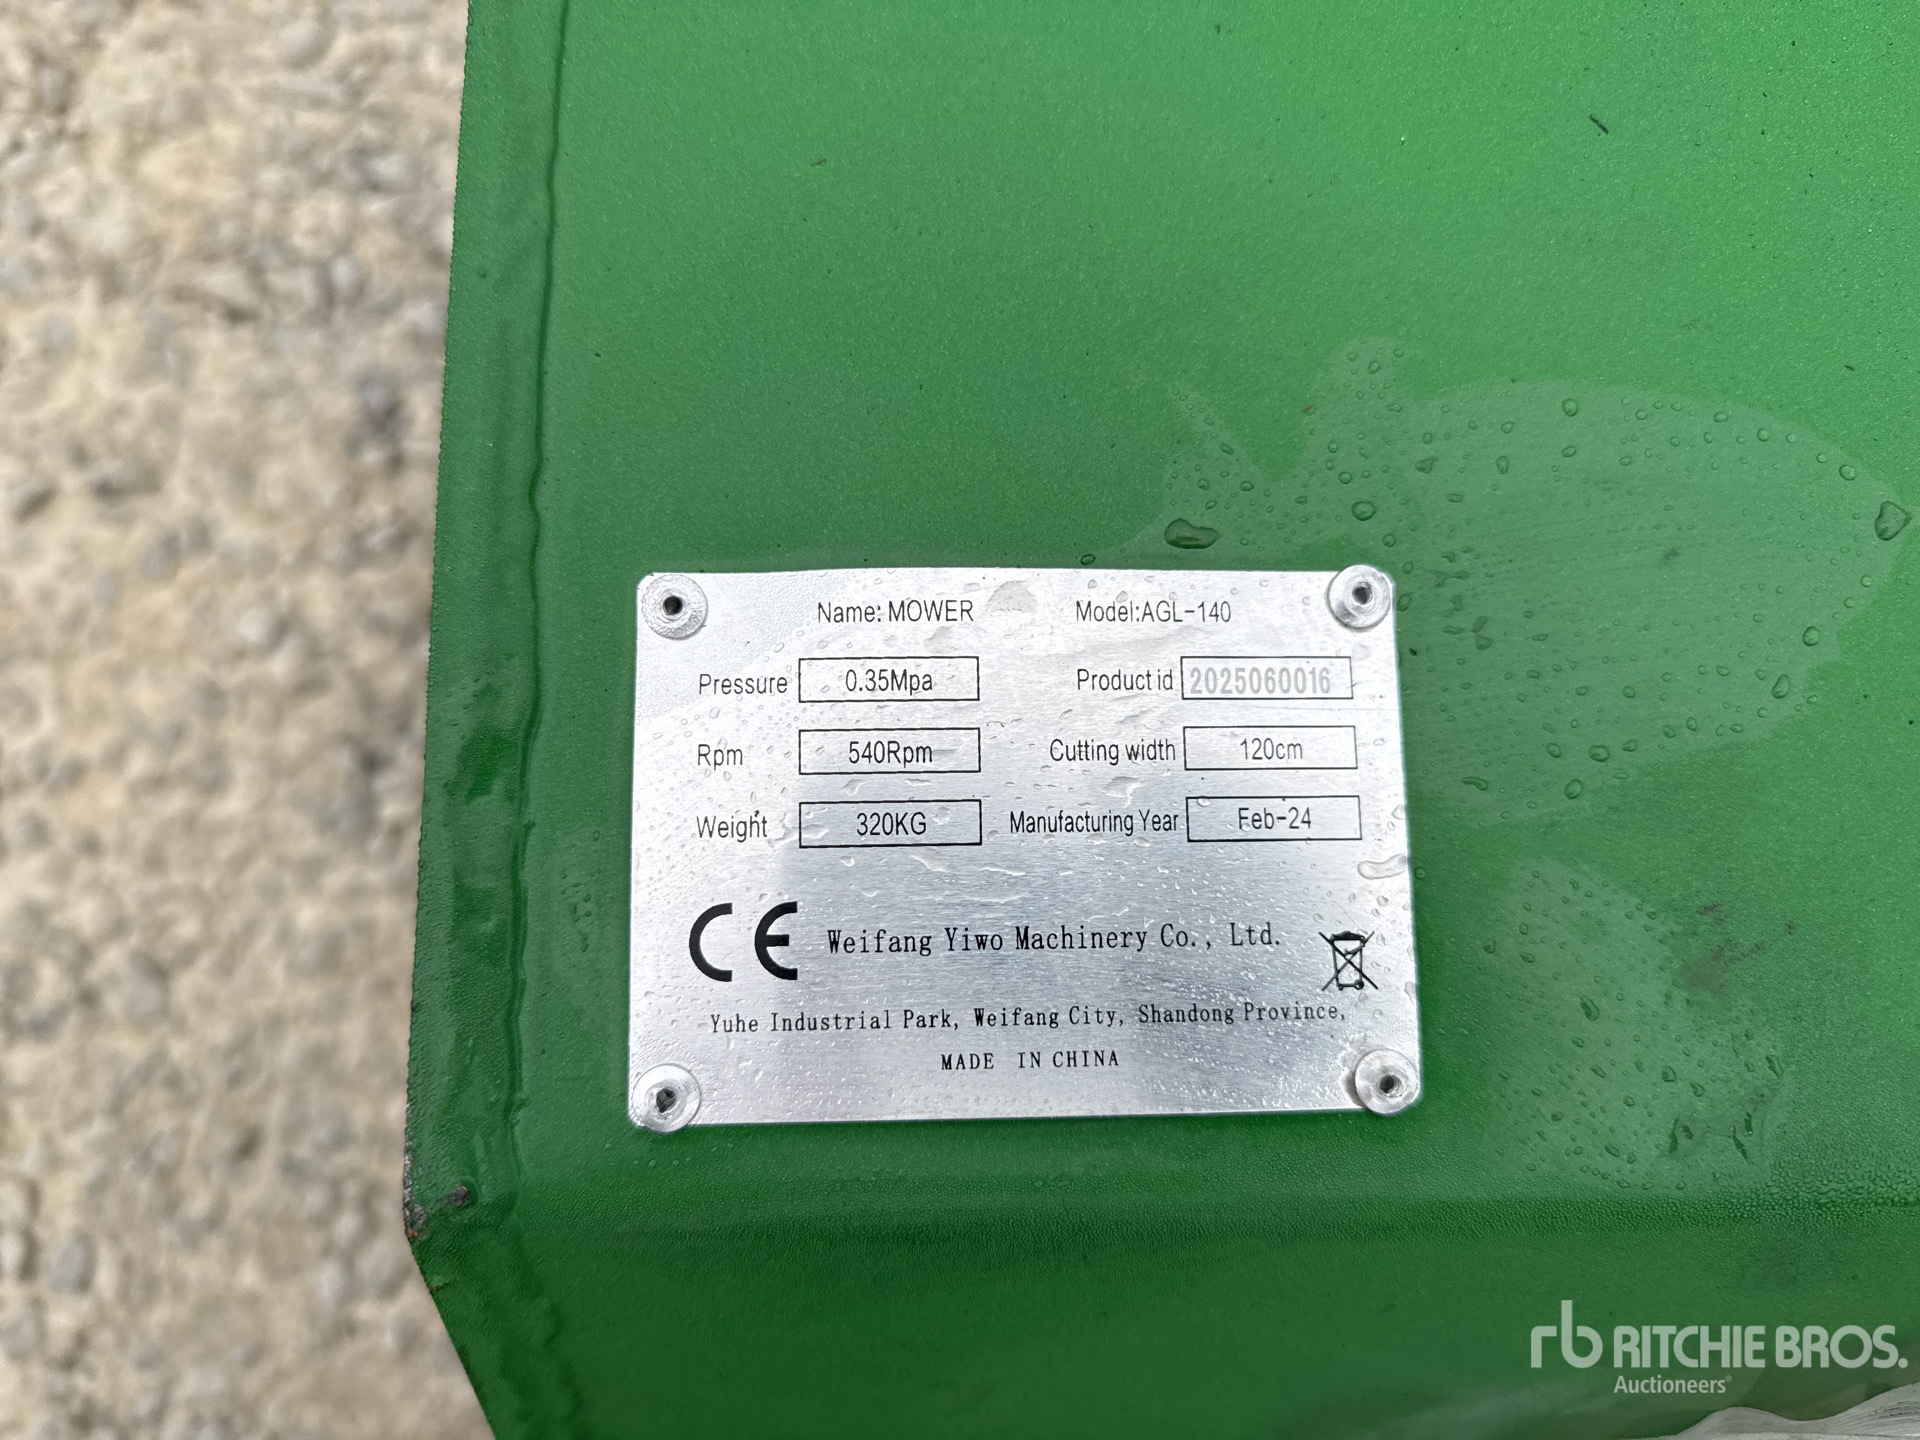 Name: MOWER Model:AGL-140
Pressure 0.35Mpa Product id 2025060016
Rpm 540Rpm Cutting width 120cm
Weight 320KG Manufacturing Year Feb-24
CE Weifang Yiwo Machinery Co., Ltd.
Yuhe Industrial Park, Weifang City, Shandong Province,
MADE IN CHINA
rb RITCHIE BROS.
Auctioneers